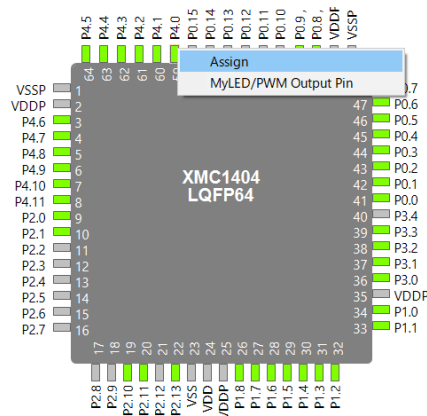 P4.5
P4.4
P4.3
P4.2
P4.1
P4.0
P0.15
P0.14
P0.13
P0.12
P0.11
P0.10
P0.9 ,
P0.8 ,
VDDP
VSSP
64
63
62
61
60
Assign
MyLED/PWM Output Pin
VSSP 1
VDDP 2
P4.6 3
P4.7 4
P4.8 5
P4.9 6
P4.10 7
P4.11 8
P2.0 9
P2.1 10
P2.2 11
P2.3 12
P2.4 13
P2.5 14
P2.6 15
P2.7 16
XMC1404
LQFP64
47 P0.6
46 P0.5
45 P0.4
44 P0.3
43 P0.2
42 P0.1
41 P0.0
40 P3.4
39 P3.3
38 P3.2
37 P3.1
36 P3.0
35 VDDP
34 P1.0
33 P1.1
17
18
19
20
21
22
23
24
25
26
27
28
29
30
31
32
P2.8
P2.9
P2.10
P2.11
P2.12
P2.13
VSS
VDD
VDDP
P1.8
P1.7
P1.6
P1.5
P1.4
P1.3
P1.2